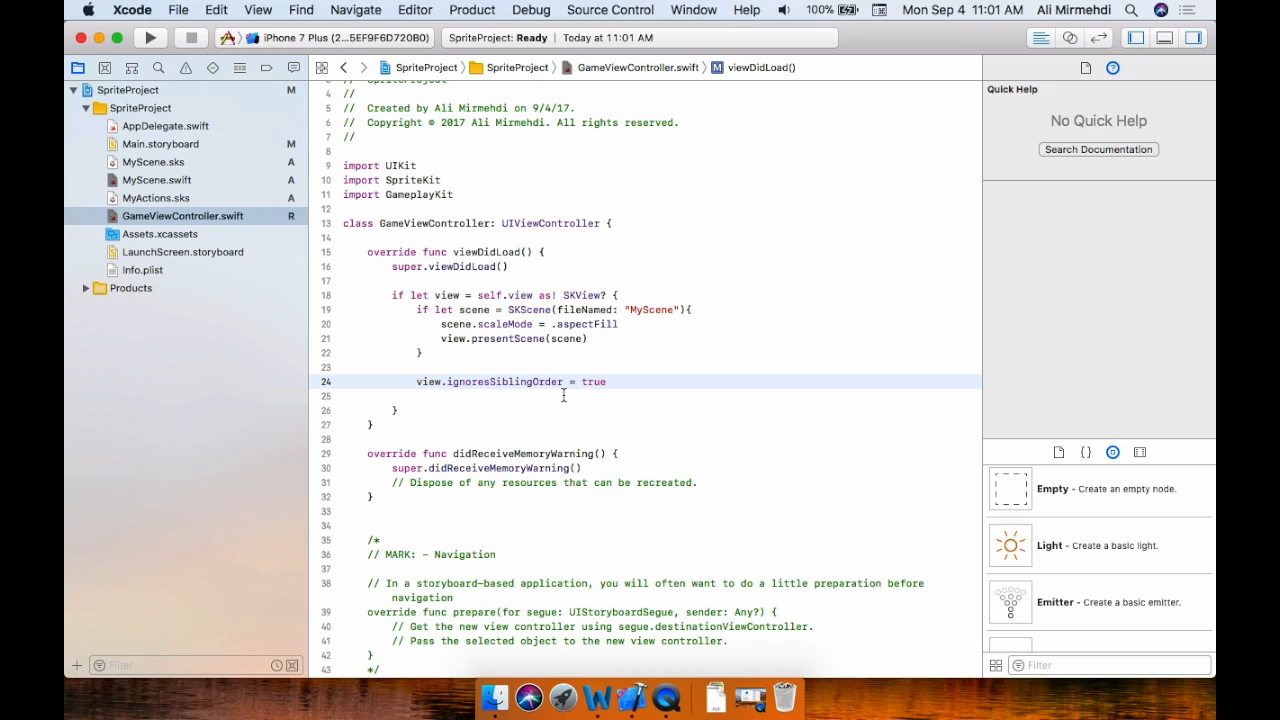 Xcode File Edit View Find Navigate Editor Product Debug Source Control Window Help 100% Mon Sep 4 11:01 AM Ali Mirmehdi
iPhone 7 Plus (2...5EF9F6D720B0) SpriteProject: Ready | Today at 11:01 AM
SpriteProject SpriteProject GameViewController.swift M viewDidLoad()
SpriteProject M
SpriteProject
AppDelegate.swift
Main.storyboard M
MyScene.sks A
MyScene.swift A
MyActions.sks A
GameViewController.swift R
Assets.xcassets
LaunchScreen.storyboard
Info.plist
Products
Filter
3 // SpriteProject
4 //
5 // Created by Ali Mirmehdi on 9/4/17.
6 // Copyright © 2017 Ali Mirmehdi. All rights reserved.
7 //
8
9 import UIKit
10 import SpriteKit
11 import GameplayKit
12
13 class GameViewController: UIViewController {
14
15 override func viewDidLoad() {
16 super.viewDidLoad()
17
18 if let view = self.view as! SKView? {
19 if let scene = SKScene(fileNamed: "MyScene"){
20 scene.scaleMode = .aspectFill
21 view.presentScene(scene)
22 }
23
24 view.ignoresSiblingOrder = true
25
26 }
27 }
28
29 override func didReceiveMemoryWarning() {
30 super.didReceiveMemoryWarning()
31 // Dispose of any resources that can be recreated.
32 }
33
34
35 /*
36 // MARK: - Navigation
37
38 // In a storyboard-based application, you will often want to do a little preparation before
navigation
39 override func prepare(for segue: UIStoryboardSegue, sender: Any?) {
40 // Get the new view controller using segue.destinationViewController.
41 // Pass the selected object to the new view controller.
42 }
43 */
Quick Help
No Quick Help
Search Documentation
Empty - Create an empty node.
Light - Create a basic light.
Emitter - Create a basic emitter.
Filter